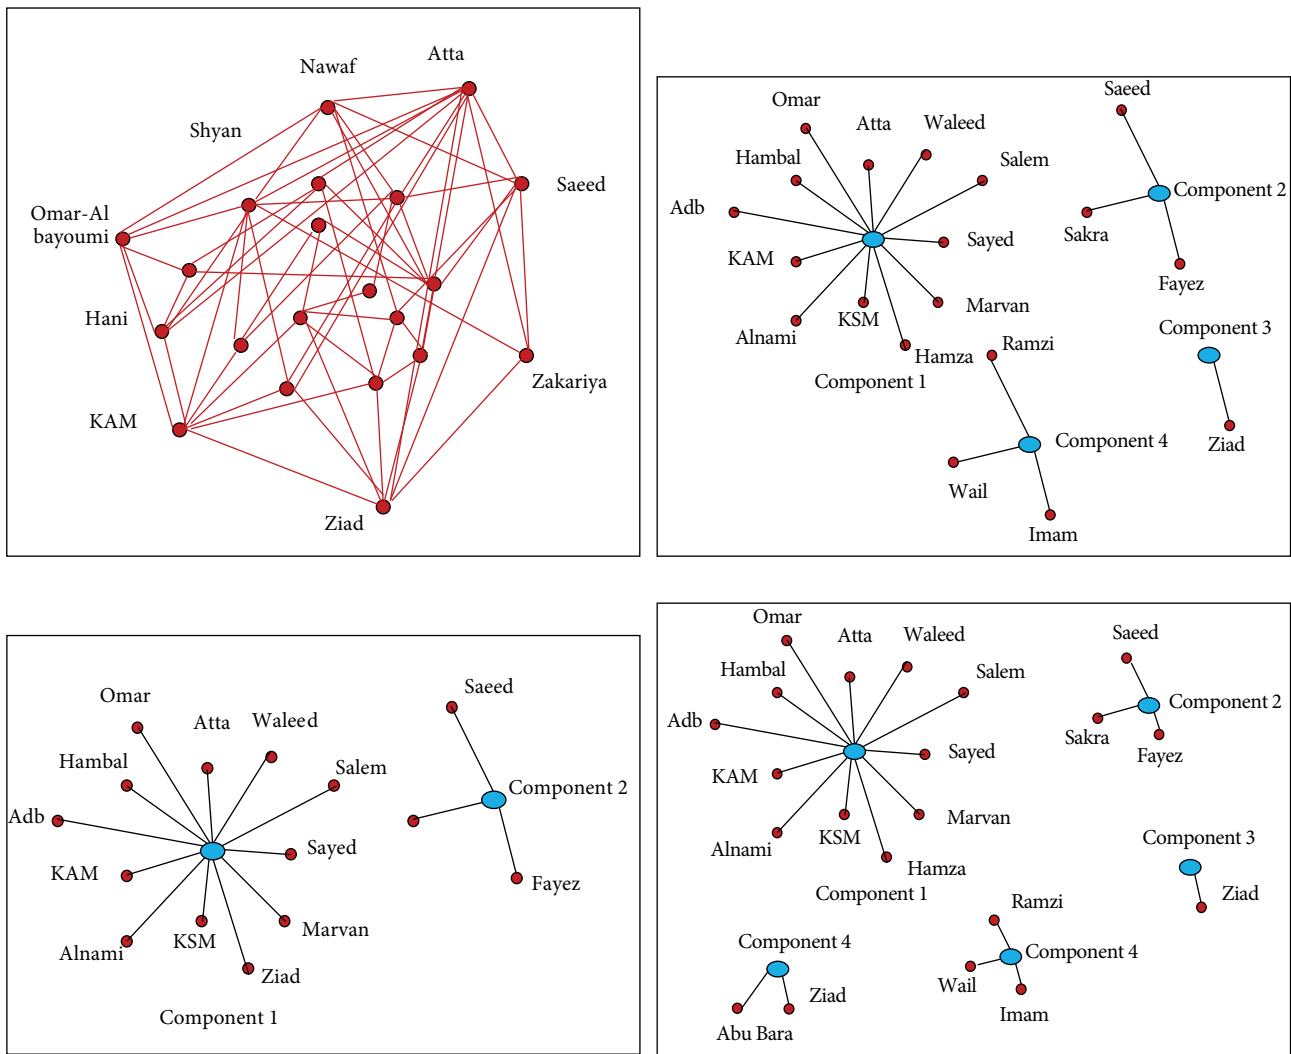 Atta
Nawaf
Shyan
Saeed
Omar-Al
bayoumi
Hani
Zakariya
KAM
Ziad
Saeed
Omar
Atta
Waleed
Hambal
Salem
Component 2
Adb
Sakra
Sayed
KAM
Fayez
Marvan
KSM
Alnami
Component 3
Ramzi
Hamza
Component 1
Component 4
Ziad
Wail
Imam
Saeed
Omar
Atta
Waleed
Hambal
Salem
Component 2
Adb
Sayed
KAM
Fayez
Marvan
KSM
Alnami
Ziad
Component 1
Omar
Atta
Waleed
Saeed
Hambal
Salem
Component 2
Adb
Sakra
Fayez
Sayed
KAM
Marvan
KSM
Alnami
Component 3
Hamza
Component 1
Ziad
Ramzi
Component 4
Component 4
Wail
Ziad
Imam
Abu Bara